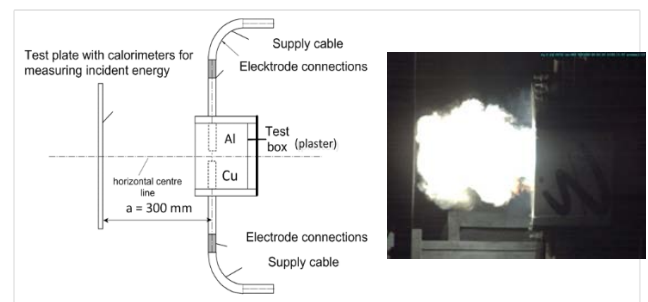 Supply cable
Test plate with calorimeters for
measuring incident energy
Elecktrode connections
Al
Test
box (plaster)
Cu
horizontal centre
line
a = 300 mm
Electrode connections
Supply cable